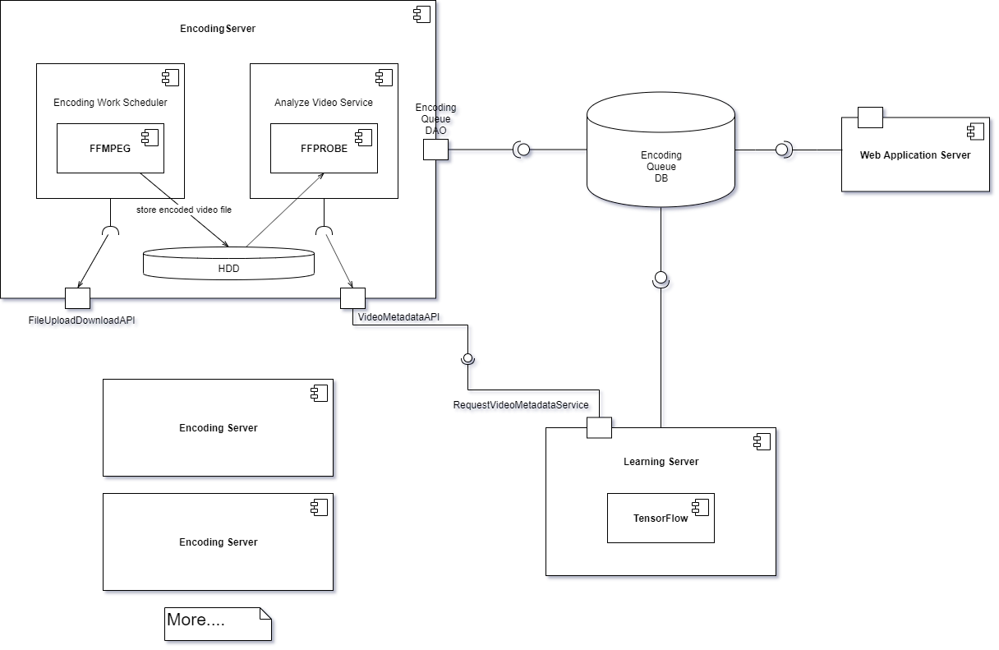 EncodingServer
Encoding Work Scheduler
Analyze Video Service
FFMPEG
FFPROBE
store encoded video file
HDD
Encoding
Queue
DAO
Encoding
Queue
DB
Web Application Server
FileUploadDownloadAPI
VideoMetadataAPI
RequestVideoMetadataService
Encoding Server
Learning Server
TensorFlow
Encoding Server
More....